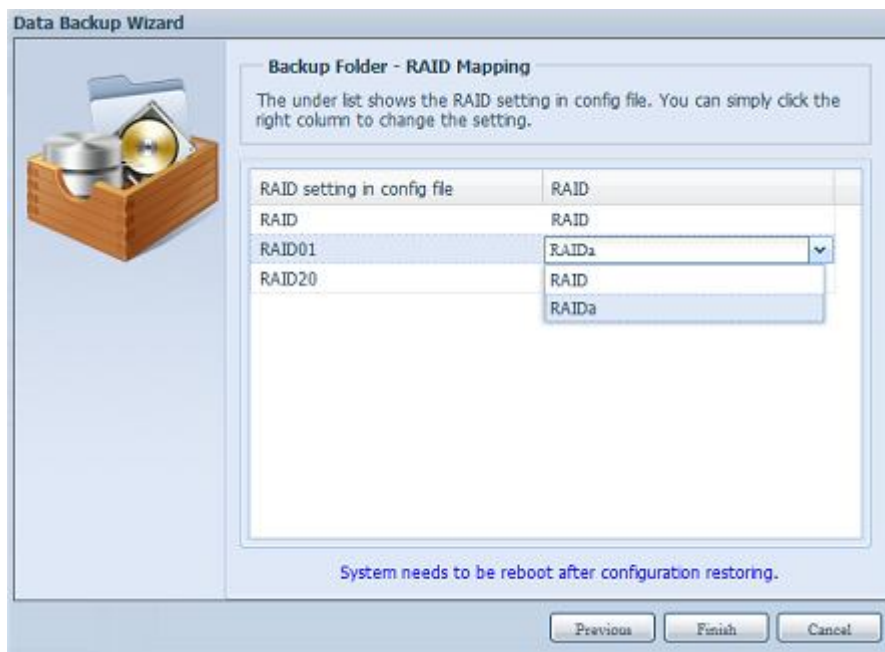 Data Backup Wizard
Backup Folder - RAID Mapping
The under list shows the RAID setting in config file. You can simply click the
right column to change the setting.
RAID setting in config file RAID
RAID RAID
RAID01 RAIDa
RAID20 RAID
RAIDa
System needs to be reboot after configuration restoring.
Previous Finish Cancel